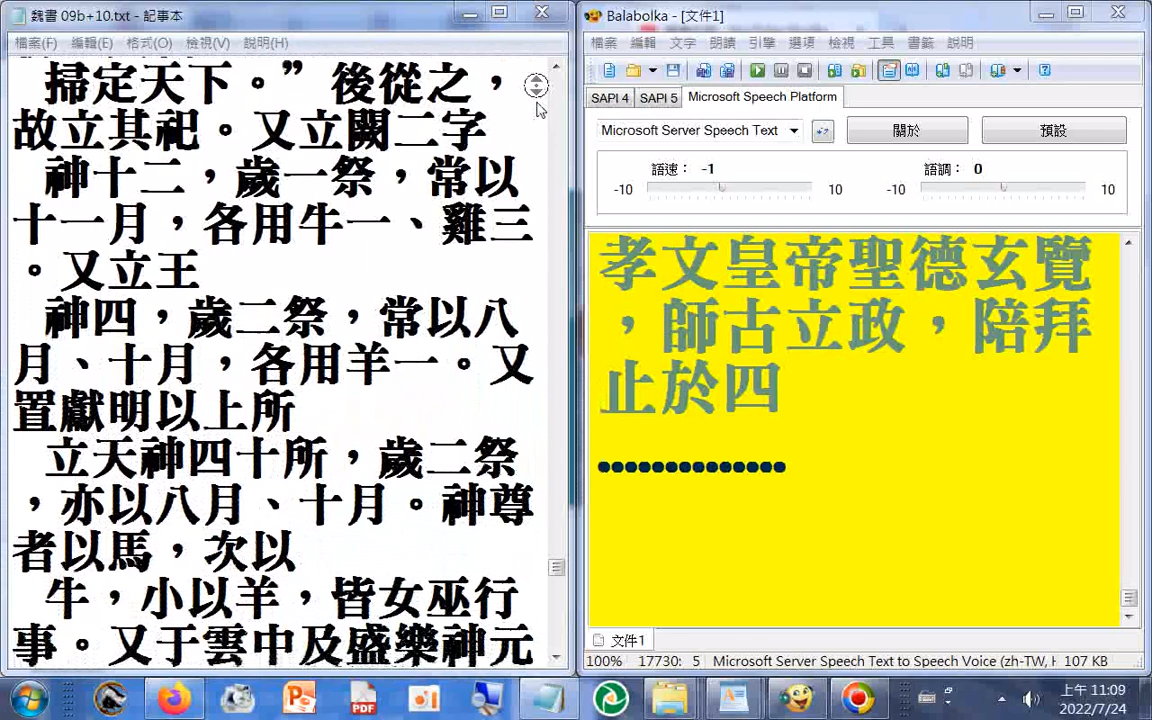 魏書 09b+10.txt - 記事本
檔案(F) 編輯(E) 格式(O) 檢視(V) 說明(H)
掃定天下。”後從之，
故立其祀。又立闕二字
神十二，歲一祭，常以
十一月，各用牛一、雞三
。又立王
神四，歲二祭，常以八
月、十月，各用羊一。又
置獻明以上所
立天神四十所，歲二祭
，亦以八月、十月。神尊
者以馬，次以
牛，小以羊，皆女巫行
事。又于雲中及盛樂神元
Balabolka - [文件1]
檔案 編輯 文字 朗讀 引擎 選項 檢視 工具 書籤 說明
SAPI 4 SAPI 5 Microsoft Speech Platform
Microsoft Server Speech Text 關於 預設
語速： -1 語調： 0
-10 10 -10 10
孝文皇帝聖德玄覽
，師古立政，陪拜
止於四
●●●●●●●●●●●●●●
文件1
100% 17730: 5 Microsoft Server Speech Text to Speech Voice (zh-TW, H 107 KB
上午 11:09
2022/7/24